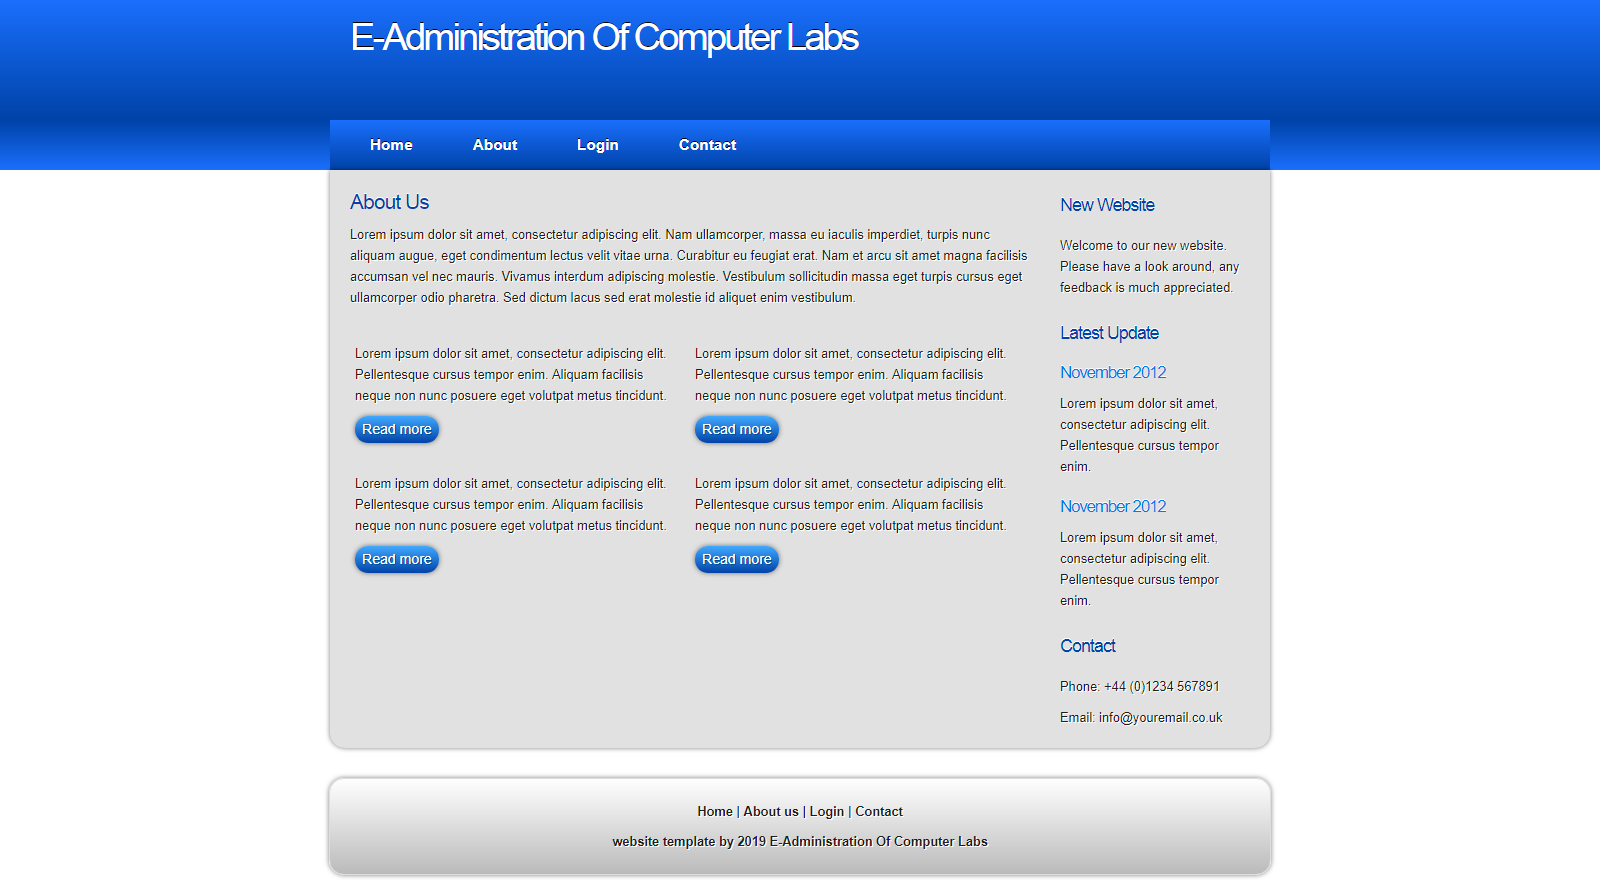 E-Administration Of Computer Labs
Home
About
Login
Contact
About Us
Lorem ipsum dolor sit amet, consectetur adipiscing elit. Nam ullamcorper, massa eu iaculis imperdiet, turpis nunc
aliquam augue, eget condimentum lectus velit vitae urna. Curabitur eu feugiat erat. Nam et arcu sit amet magna facilisis
accumsan vel nec mauris. Vivamus interdum adipiscing molestie. Vestibulum sollicitudin massa eget turpis cursus eget
ullamcorper odio pharetra. Sed dictum lacus sed erat molestie id aliquet enim vestibulum.
Lorem ipsum dolor sit amet, consectetur adipiscing elit.
Pellentesque cursus tempor enim. Aliquam facilisis
neque non nunc posuere eget volutpat metus tincidunt.
Read more
Lorem ipsum dolor sit amet, consectetur adipiscing elit.
Pellentesque cursus tempor enim. Aliquam facilisis
neque non nunc posuere eget volutpat metus tincidunt.
Read more
Lorem ipsum dolor sit amet, consectetur adipiscing elit.
Pellentesque cursus tempor enim. Aliquam facilisis
neque non nunc posuere eget volutpat metus tincidunt.
Read more
Lorem ipsum dolor sit amet, consectetur adipiscing elit.
Pellentesque cursus tempor enim. Aliquam facilisis
neque non nunc posuere eget volutpat metus tincidunt.
Read more
New Website
Welcome to our new website.
Please have a look around, any
feedback is much appreciated.
Latest Update
November 2012
Lorem ipsum dolor sit amet,
consectetur adipiscing elit.
Pellentesque cursus tempor
enim.
November 2012
Lorem ipsum dolor sit amet,
consectetur adipiscing elit.
Pellentesque cursus tempor
enim.
Contact
Phone: +44 (0)1234 567891
Email: info@youremail.co.uk
Home | About us | Login | Contact
website template by 2019 E-Administration Of Computer Labs